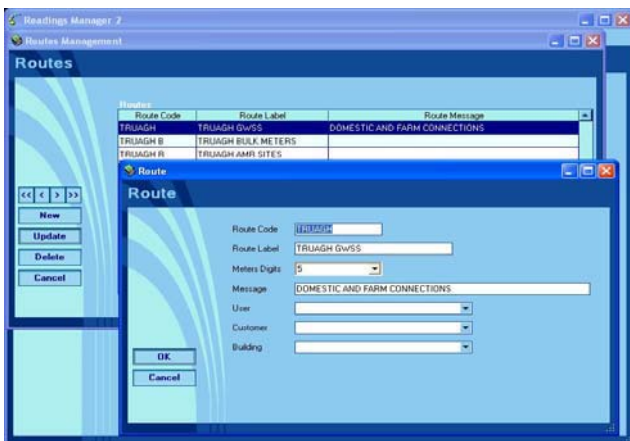 Readings Manager 2
Routes Management
Routes
Routes
Route Code Route Label Route Message
TRUAGH TRUAGH GWSS DOMESTIC AND FARM CONNECTIONS
TRUAGH B TRUAGH BULK METERS
TRUAGH R TRUAGH AMR SITES
<< < > >>
New
Update
Delete
Cancel
Route
Route
Route Code TRUAGH
Route Label TRUAGH GWSS
Meters Digits 5
Message DOMESTIC AND FARM CONNECTIONS
User
Customer
Building
OK
Cancel